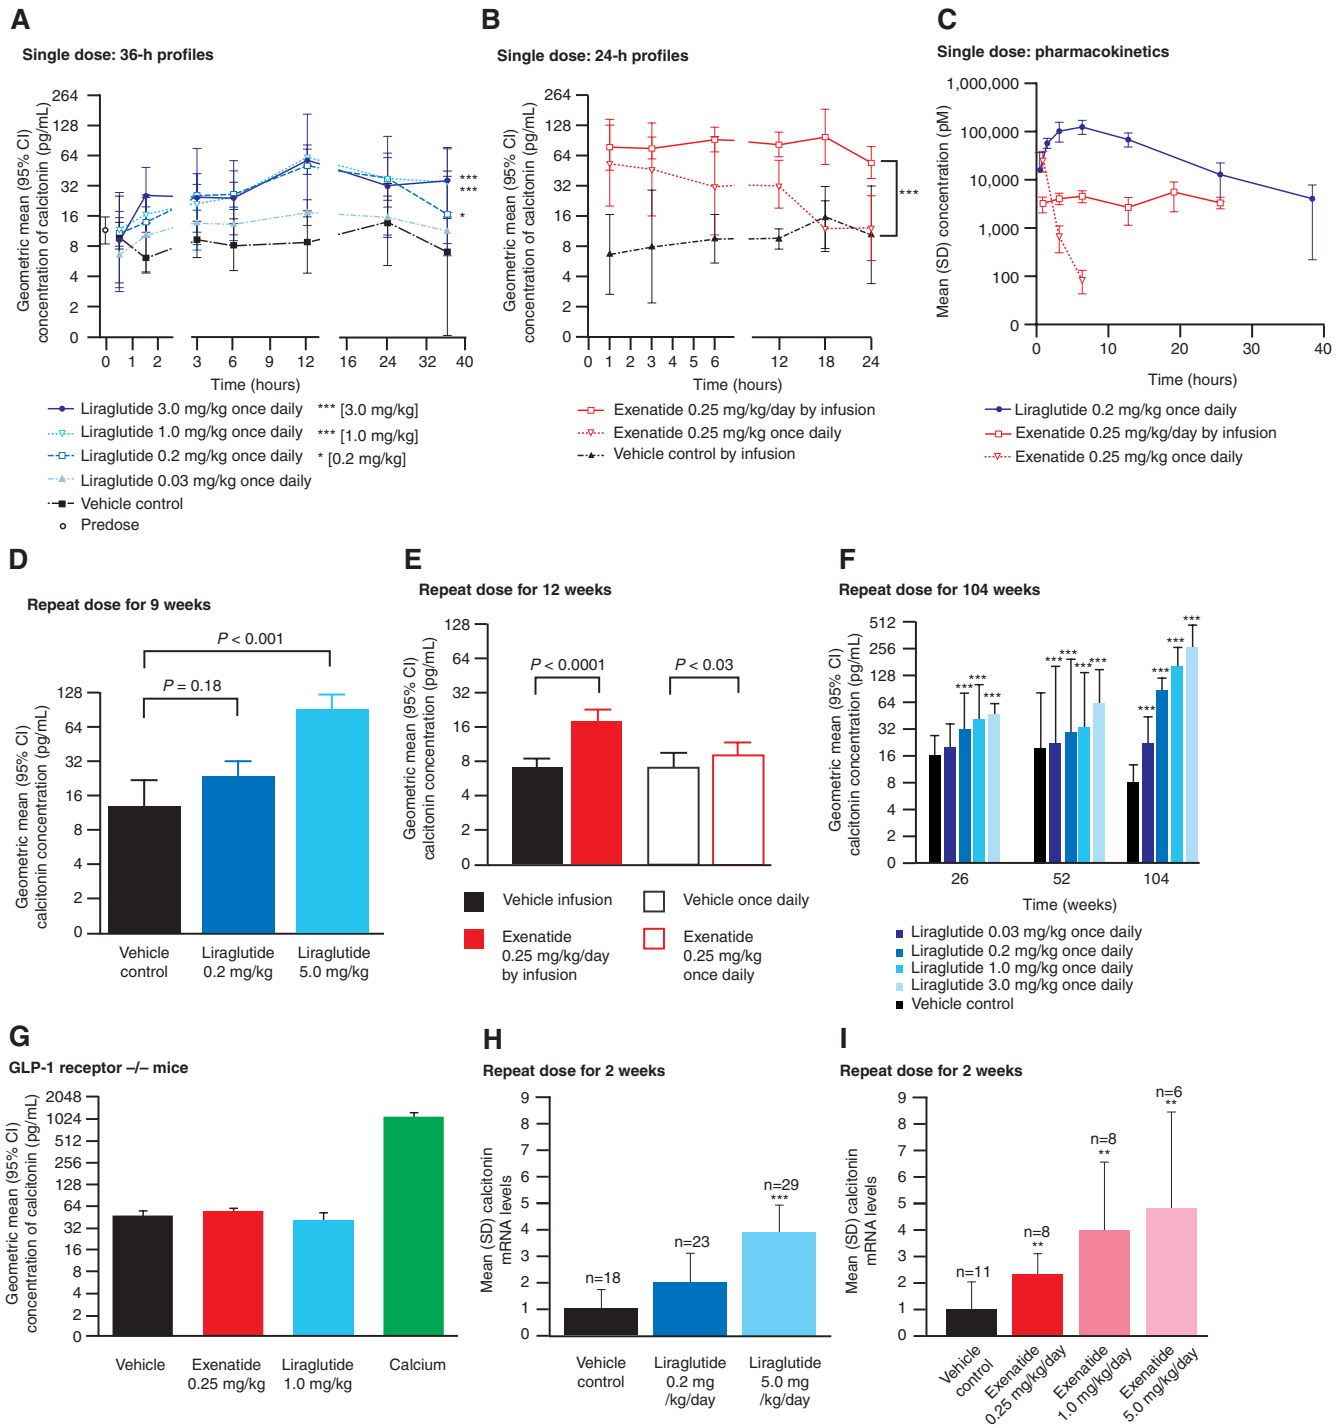 A
Single dose: 36-h profiles
Geometric mean (95% CI)
concentration of calcitonin (pg/mL)
264
128
64
32
16
8
4
2
0
***
***
*
0 1 2 3 6 9 12 16 24 32 40
Time (hours)
Liraglutide 3.0 mg/kg once daily *** [3.0 mg/kg]
Liraglutide 1.0 mg/kg once daily *** [1.0 mg/kg]
Liraglutide 0.2 mg/kg once daily * [0.2 mg/kg]
Liraglutide 0.03 mg/kg once daily
Vehicle control
Predose
B
Single dose: 24-h profiles
Geometric mean (95% CI)
concentration of calcitonin (pg/mL)
264
128
64
32
16
8
4
2
0
***
0 1 2 3 4 5 6 12 18 24
Time (hours)
Exenatide 0.25 mg/kg/day by infusion
Exenatide 0.25 mg/kg once daily
Vehicle control by infusion
C
Single dose: pharmacokinetics
Mean (SD) concentration (pM)
1,000,000
100,000
10,000
1,000
100
0
0 10 20 30 40
Time (hours)
Liraglutide 0.2 mg/kg once daily
Exenatide 0.25 mg/kg/day by infusion
Exenatide 0.25 mg/kg once daily
D
Repeat dose for 9 weeks
Geometric mean (95% CI)
calcitonin concentration (pg/mL)
P < 0.001
P = 0.18
128
64
32
16
8
4
2
0
Vehicle
control
Liraglutide
0.2 mg/kg
Liraglutide
5.0 mg/kg
E
Repeat dose for 12 weeks
Geometric mean (95% CI)
calcitonin concentration (pg/mL)
128
64
32
16
8
4
2
0
P < 0.0001
P < 0.03
Vehicle infusion
Vehicle once daily
Exenatide
0.25 mg/kg/day
by infusion
Exenatide
0.25 mg/kg
once daily
F
Repeat dose for 104 weeks
Geometric mean (95% CI)
calcitonin concentration (pg/mL)
512
256
128
64
32
16
8
4
2
0
*** *** ***
*** *** *** ***
*** *** *** ***
26 52 104
Time (weeks)
Liraglutide 0.03 mg/kg once daily
Liraglutide 0.2 mg/kg once daily
Liraglutide 1.0 mg/kg once daily
Liraglutide 3.0 mg/kg once daily
Vehicle control
G
GLP-1 receptor –/– mice
Geometric mean (95% CI)
concentration of calcitonin (pg/mL)
2048
1024
512
256
128
64
32
16
8
4
2
0
Vehicle
Exenatide
0.25 mg/kg
Liraglutide
1.0 mg/kg
Calcium
H
Repeat dose for 2 weeks
Mean (SD) calcitonin
mRNA levels
9
8
7
6
5
4
3
2
1
0
n=18
n=23
n=29
***
Vehicle
control
Liraglutide
0.2 mg
/kg/day
Liraglutide
5.0 mg
/kg/day
I
Repeat dose for 2 weeks
Mean (SD) calcitonin
mRNA levels
9
8
7
6
5
4
3
2
1
0
n=11
n=8
**
n=8
**
n=6
**
Vehicle
control
Exenatide
0.25 mg/kg/day
Exenatide
1.0 mg/kg/day
Exenatide
5.0 mg/kg/day